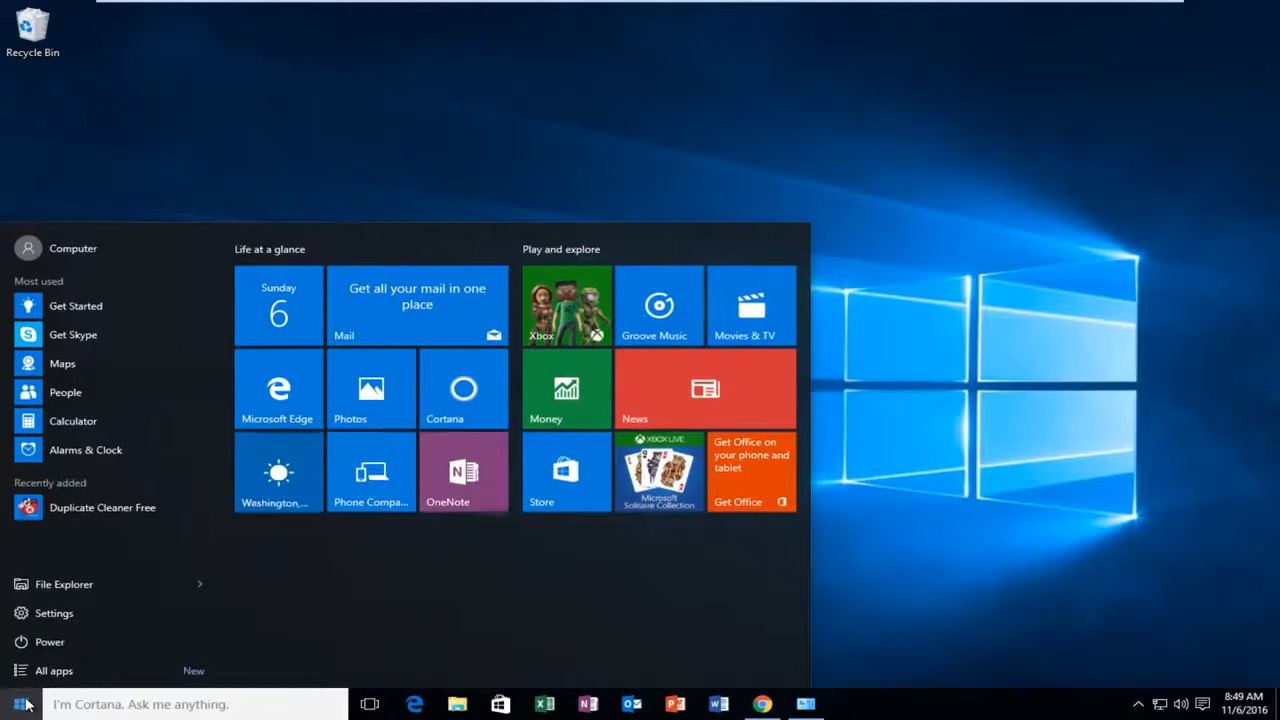 Recycle Bin
Computer
Most used
Get Started
Get Skype
Maps
People
Calculator
Alarms & Clock
Recently added
Duplicate Cleaner Free
File Explorer
Settings
Power
All apps
New
Life at a glance
Sunday
6
Get all your mail in one
place
Mail
Microsoft Edge
Photos
Cortana
Washington,...
Phone Compa...
OneNote
Play and explore
Xbox
Groove Music
Movies & TV
Money
News
Store
XBOX LIVE
Microsoft
Solitaire Collection
Get Office on
your phone and
tablet
Get Office
I'm Cortana. Ask me anything.
8:49 AM
11/6/2016